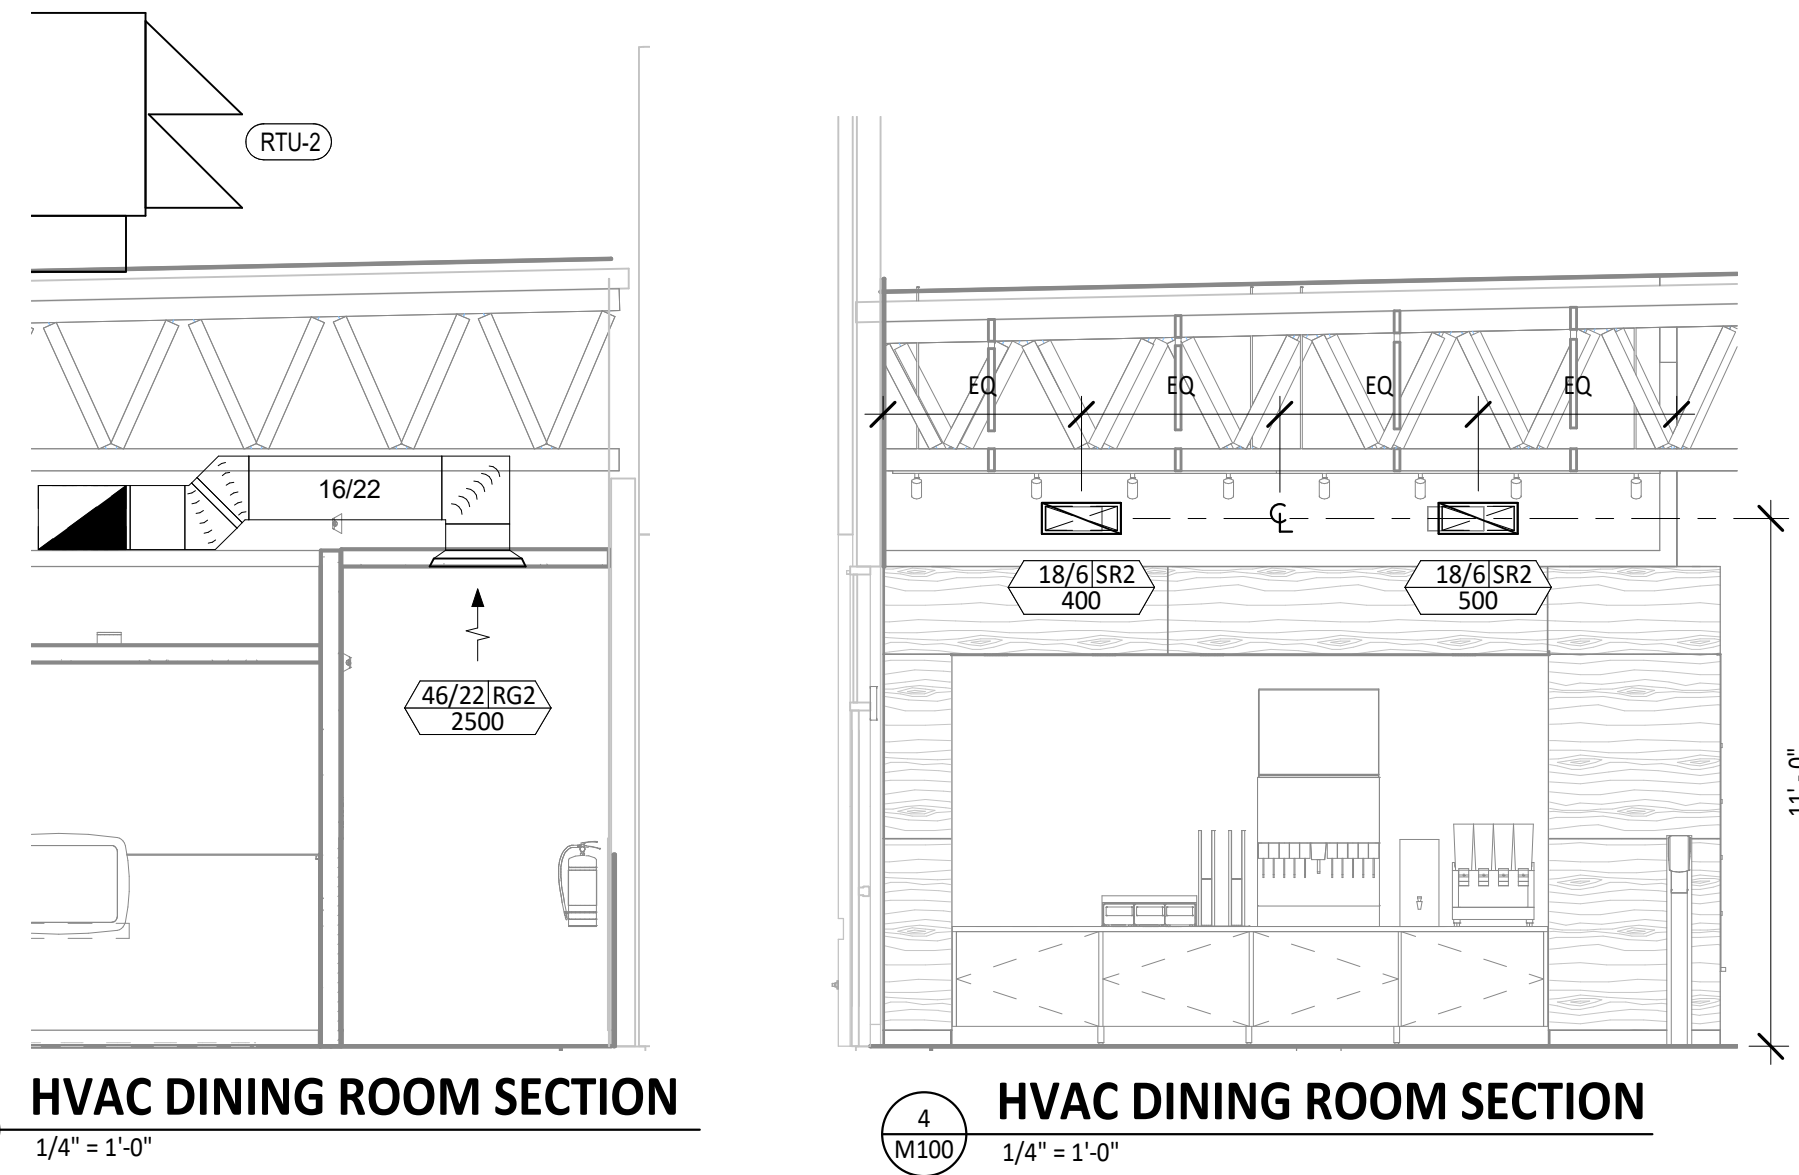 RTU-2
16/22
46/22 RG2
2500
HVAC DINING ROOM SECTION
1/4" = 1'-0"
EQ EQ EQ EQ
CL
18/6 SR2
400
18/6 SR2
500
11' - 0"
4
M100
HVAC DINING ROOM SECTION
1/4" = 1'-0"